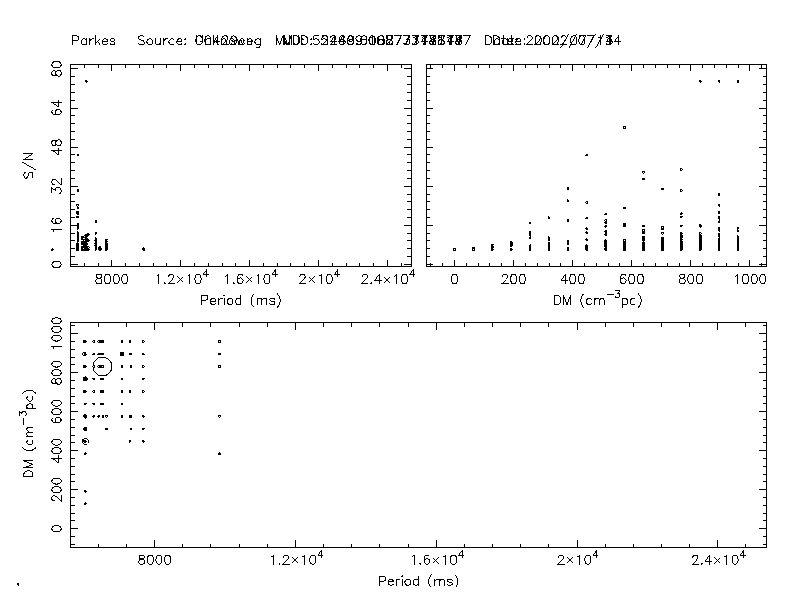 Parkes Source:
80
64
48
32
16
0
S/N
8000 1.2×10⁴ 1.6×10⁴ 2×10⁴ 2.4×10⁴
Period (ms)
0 200 400 600 800 1000
DM (cm⁻³pc)
1000
800
600
400
200
0
DM (cm⁻³pc)
8000 1.2×10⁴ 1.6×10⁴ 2×10⁴ 2.4×10⁴
Period (ms)